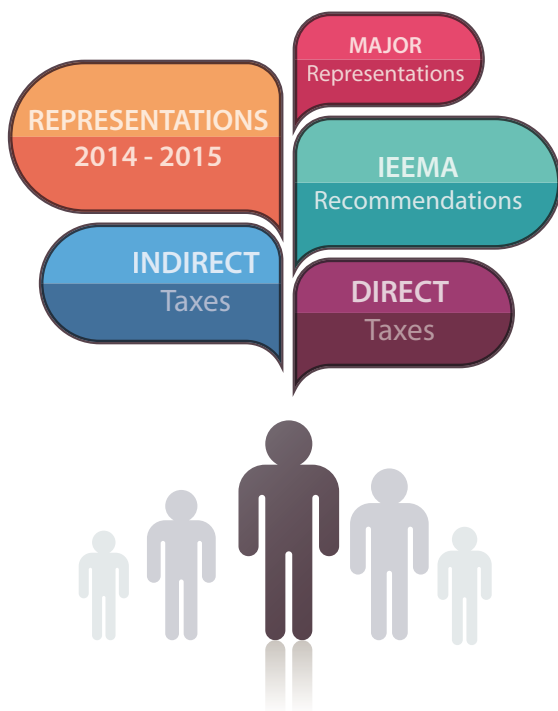 MAJOR
Representations
REPRESENTATIONS
2014 - 2015
IEEMA
Recommendations
INDIRECT
Taxes
DIRECT
Taxes